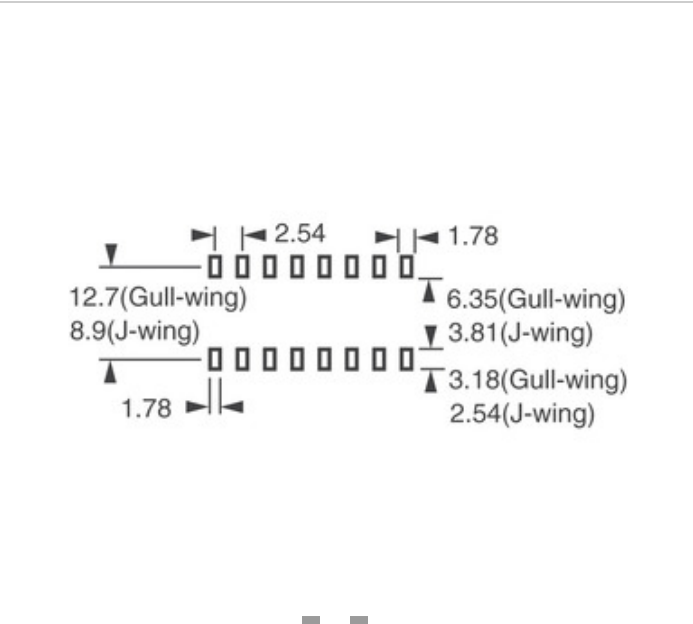 2.54
1.78
12.7(Gull-wing)
8.9(J-wing)
6.35(Gull-wing)
3.81(J-wing)
3.18(Gull-wing)
2.54(J-wing)
1.78